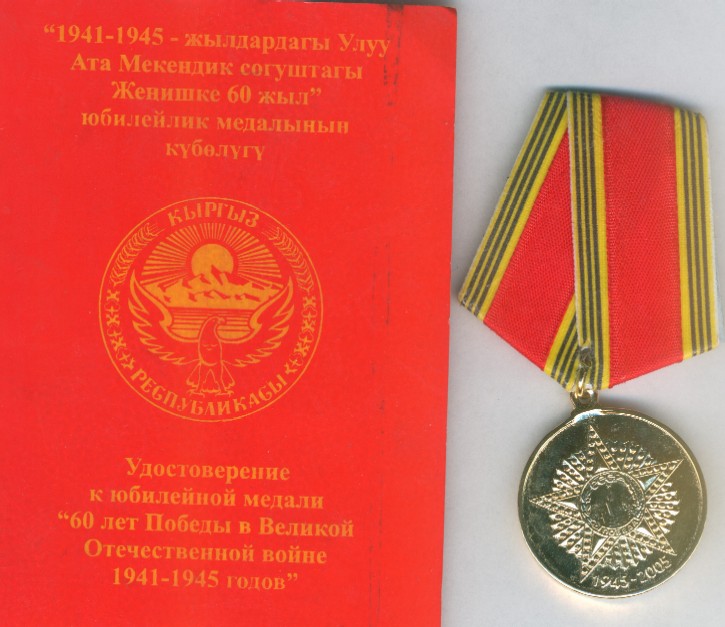 “1941-1945 - жылдардагы Улуу
Ата Мекендик согуштагы
Жеңишке 60 жыл”
юбилейлик медалынын
күбөлүгү
КЫРГЫЗ
РЕСПУБЛИКАСЫ
Удостоверение
к юбилейной медали
“60 лет Победы в Великой
Отечественной войне
1941-1945 годов”
1945-2005